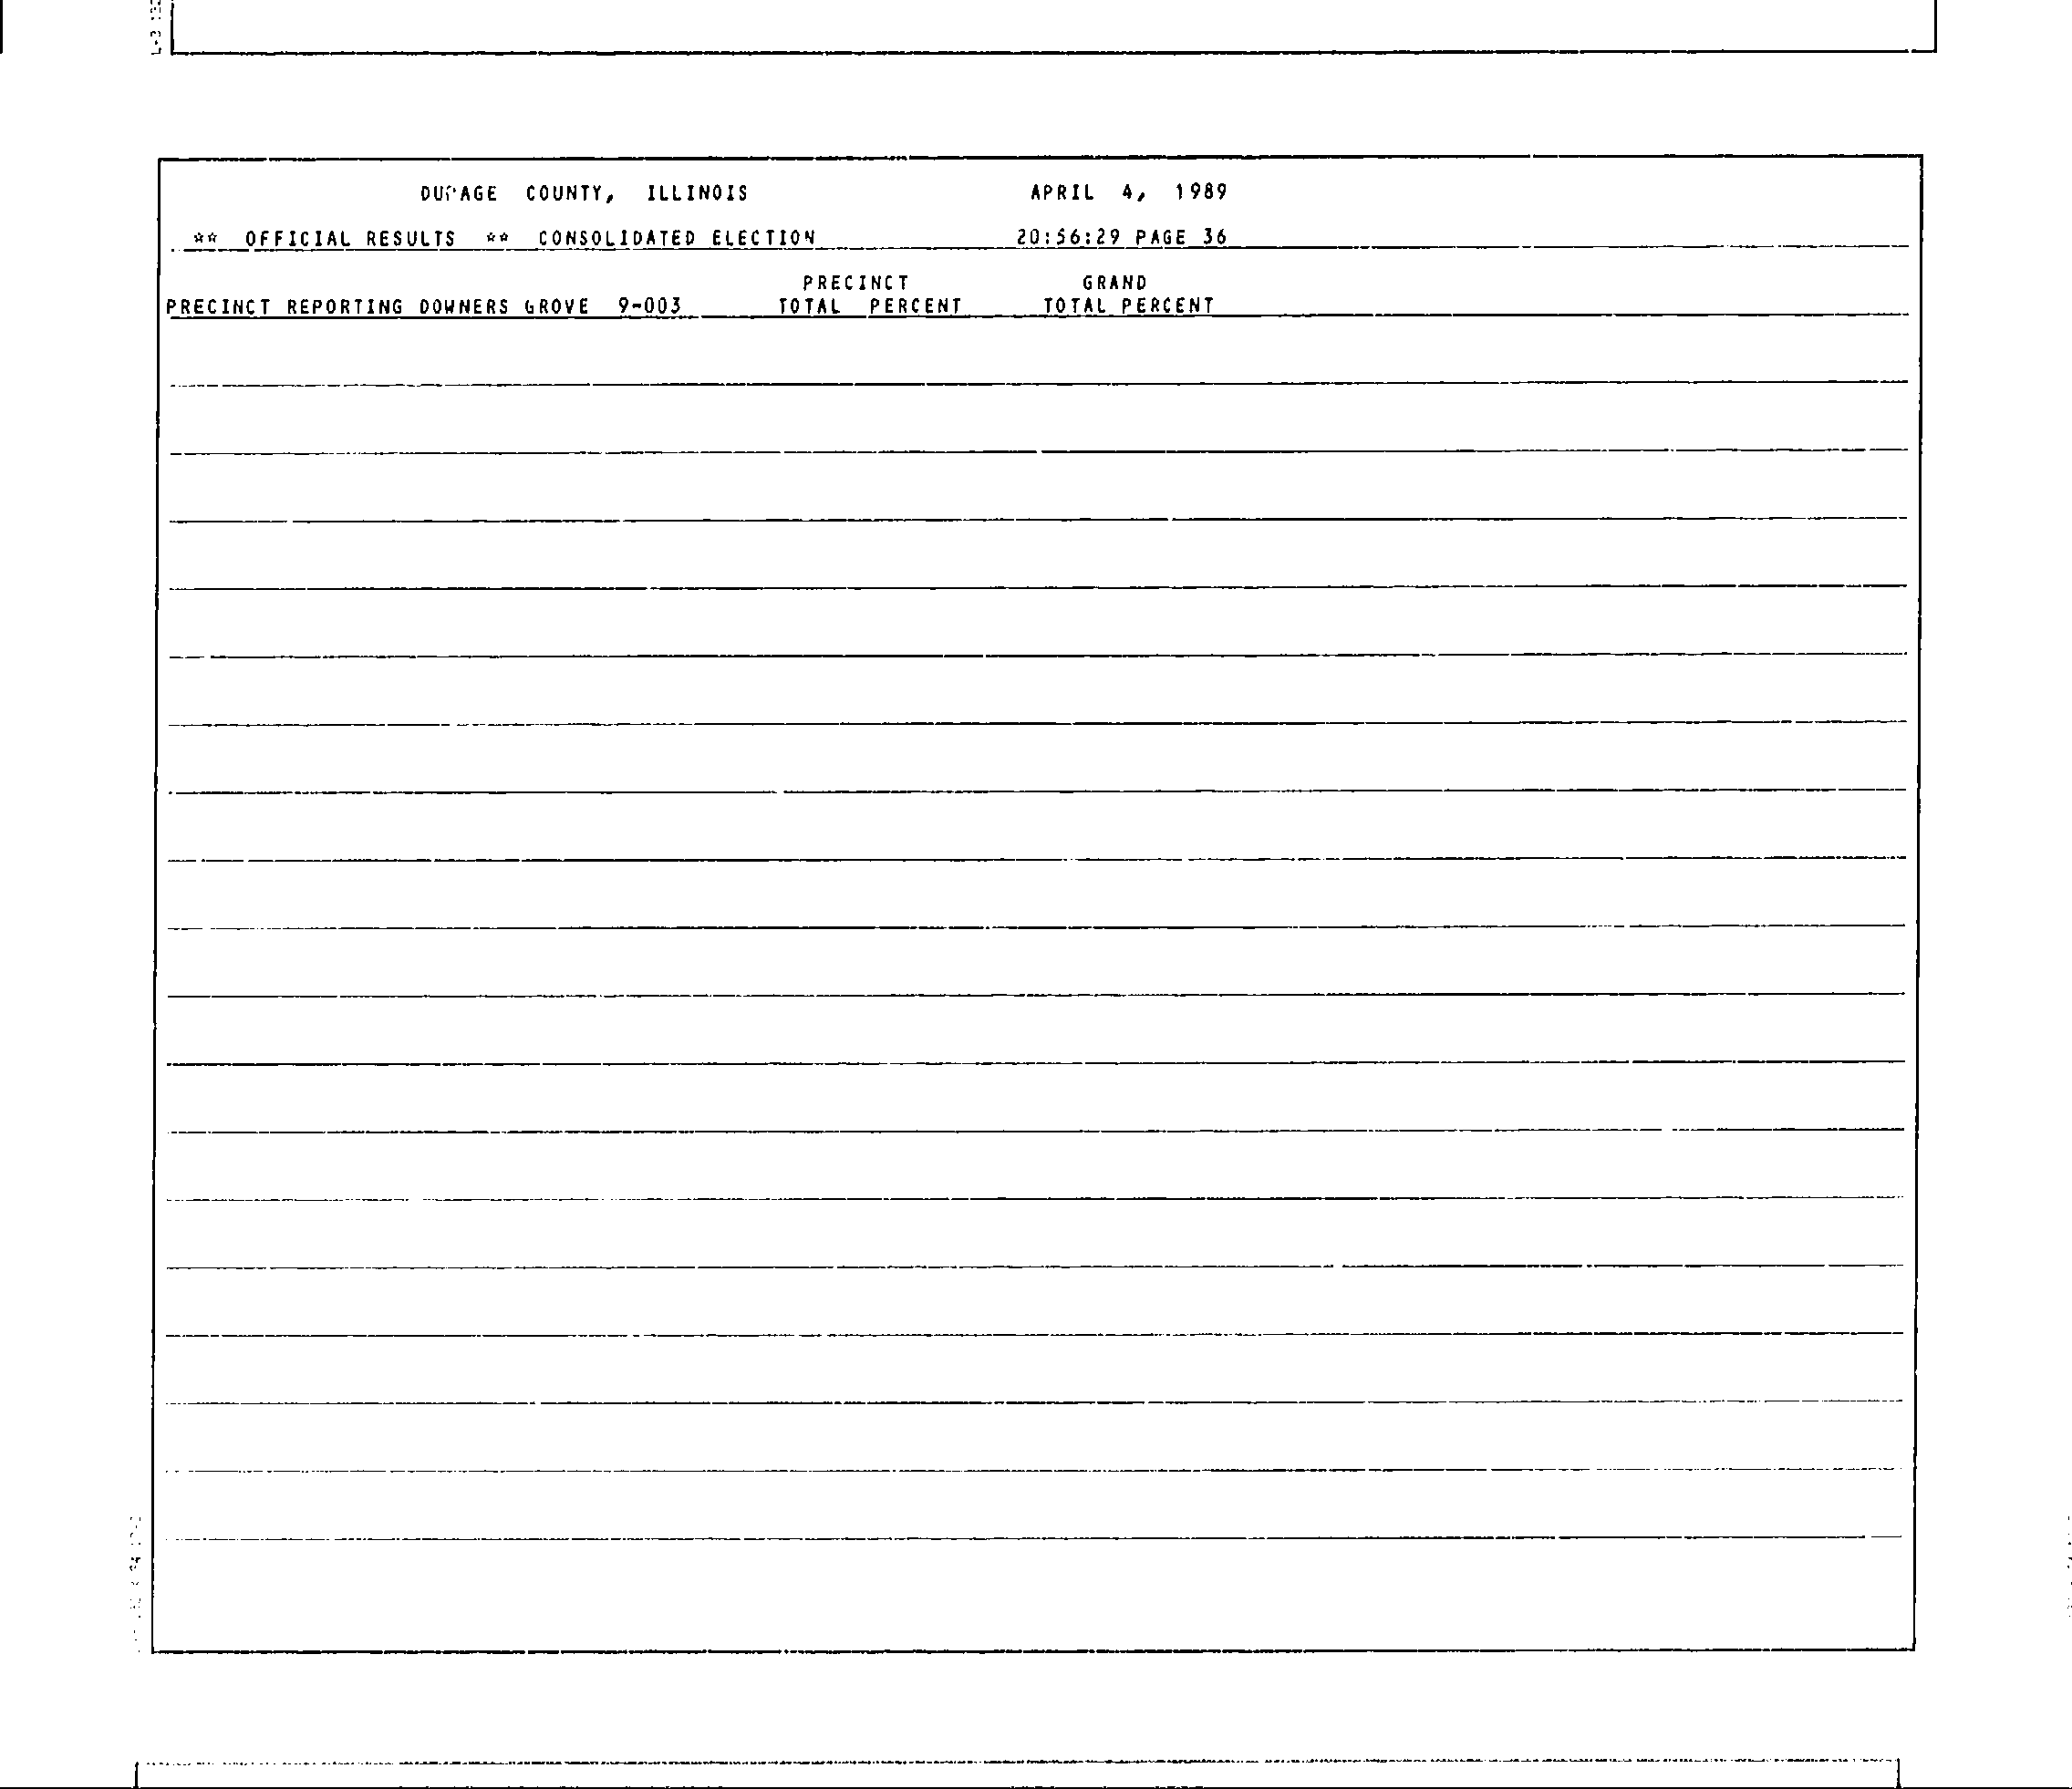 DUPAGE COUNTY, ILLINOIS APRIL 4, 1989
** OFFICIAL RESULTS ** CONSOLIDATED ELECTION 20:56:29 PAGE 36
PRECINCT GRAND
PRECINCT REPORTING DOWNERS GROVE 9-003 TOTAL PERCENT TOTAL PERCENT